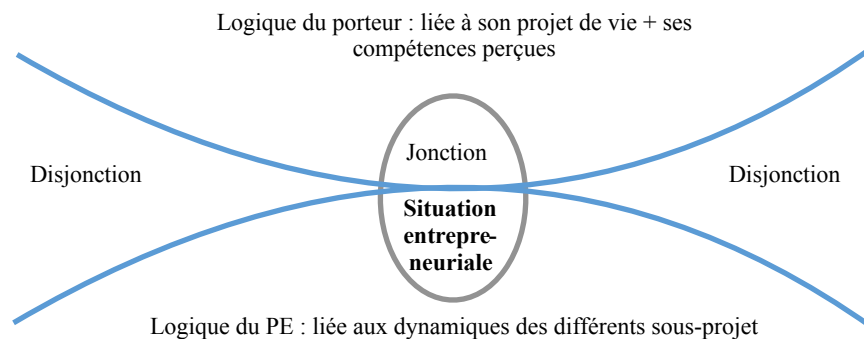 Logique du porteur : liée à son projet de vie + ses
compétences perçues
Jonction
Disjonction
Disjonction
Situation
entrepre-
neuriale
Logique du PE : liée aux dynamiques des différents sous-projet